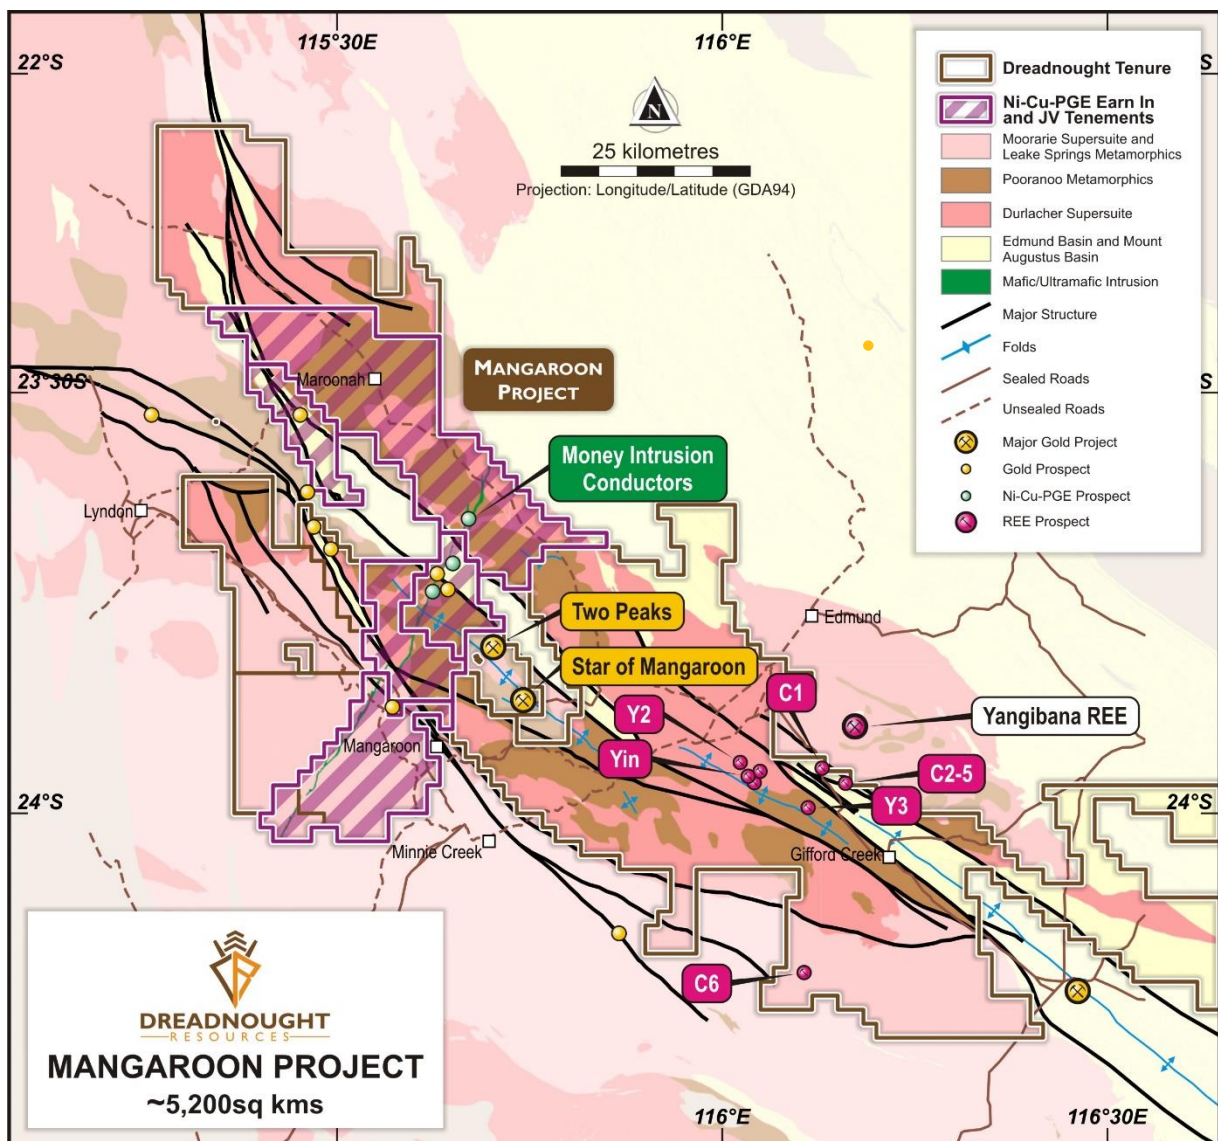 115°30'E
116°E
22°S
S
N
25 kilometres
Projection: Longitude/Latitude (GDA94)
Dreadnought Tenure
Ni-Cu-PGE Earn In
and JV Tenements
Moorarie Supersuite and
Leake Springs Metamorphics
Pooranoo Metamorphics
Durlacher Supersuite
Edmund Basin and Mount
Augustus Basin
Mafic/Ultramafic Intrusion
Major Structure
Folds
Sealed Roads
Unsealed Roads
Major Gold Project
Gold Prospect
Ni-Cu-PGE Prospect
REE Prospect
23°30'S
S
Maroonah
MANGAROON
PROJECT
Money Intrusion
Conductors
Lyndon
Two Peaks
Edmund
Star of Mangaroon
C1
Y2
Yangibana REE
Mangaroon
Yin
C2-5
Y3
24°S
24°S
Minnie Creek
Gifford Creek
C6
DREADNOUGHT
RESOURCES
MANGAROON PROJECT
~5,200sq kms
116°E
116°30'E